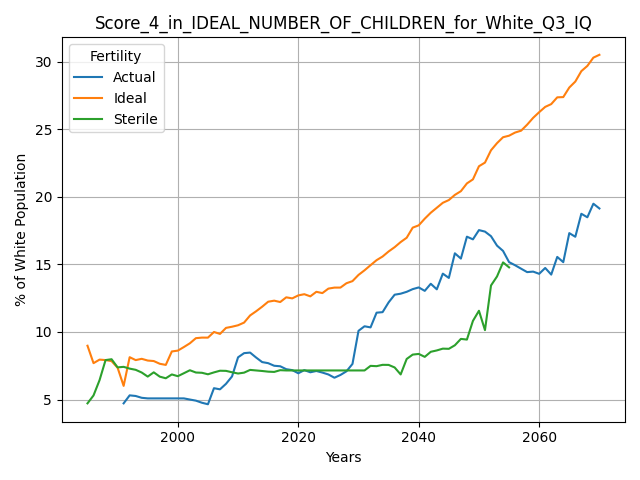 Score_4_in_IDEAL_NUMBER_OF_CHILDREN_for_White_Q3_IQ
Fertility
Actual
Ideal
Sterile
% of White Population
30
25
20
15
10
5
2000
2020
2040
2060
Years